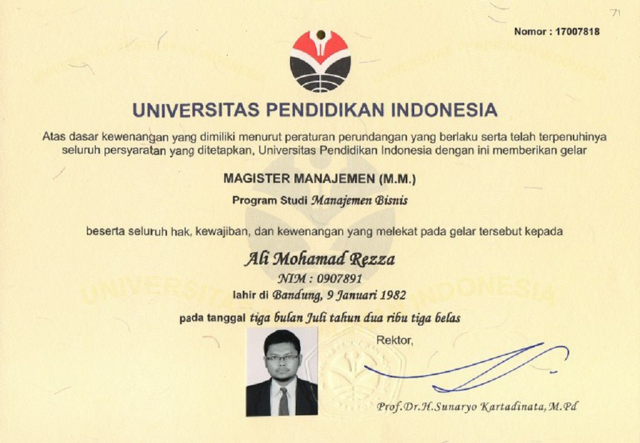 71
Nomor : 17007818
UNIVERSITAS PENDIDIKAN INDONESIA
Atas dasar kewenangan yang dimiliki menurut peraturan perundangan yang berlaku serta telah terpenuhinya
seluruh persyaratan yang ditetapkan, Universitas Pendidikan Indonesia dengan ini memberikan gelar
MAGISTER MANAJEMEN (M.M.)
Program Studi Manajemen Bisnis
beserta seluruh hak, kewajiban, dan kewenangan yang melekat pada gelar tersebut kepada
Ali Mohamad Rezza
NIM : 0907891
lahir di Bandung, 9 Januari 1982
pada tanggal tiga bulan Juli tahun dua ribu tiga belas
Rektor,
Prof.Dr.H.Sunaryo Kartadinata,M.Pd